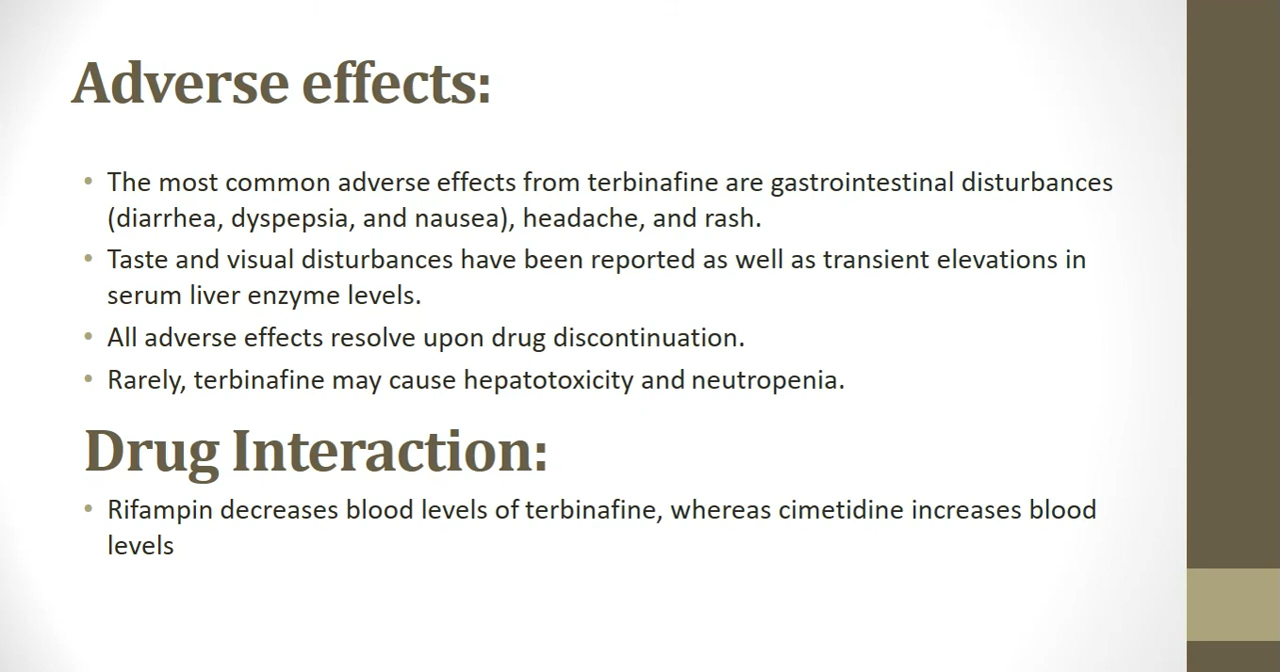 Adverse effects:
• The most common adverse effects from terbinafine are gastrointestinal disturbances
(diarrhea, dyspepsia, and nausea), headache, and rash.
• Taste and visual disturbances have been reported as well as transient elevations in
serum liver enzyme levels.
• All adverse effects resolve upon drug discontinuation.
• Rarely, terbinafine may cause hepatotoxicity and neutropenia.
Drug Interaction:
• Rifampin decreases blood levels of terbinafine, whereas cimetidine increases blood
levels